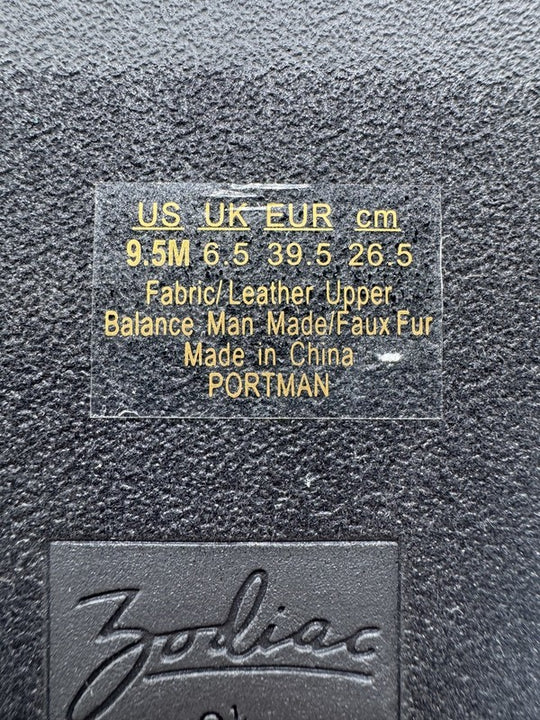 US UK EUR cm
9.5M 6.5 39.5 26.5
Fabric/Leather Upper
Balance Man Made/Faux Fur
Made in China
PORTMAN
Zodiac